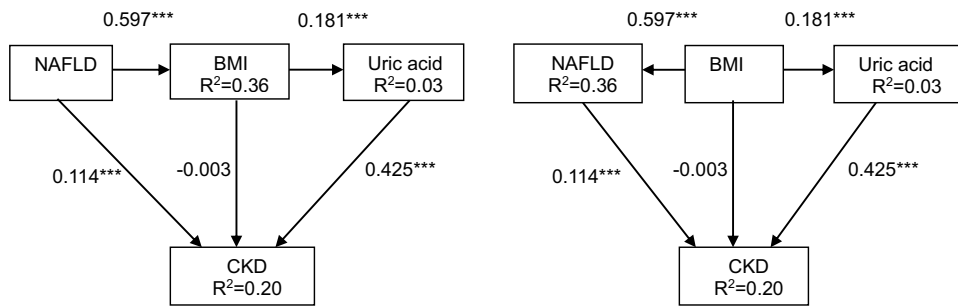 0.597***
0.181***
NAFLD
BMI
R²=0.36
Uric acid
R²=0.03
0.114***
-0.003
0.425***
CKD
R²=0.20
0.597***
0.181***
NAFLD
R²=0.36
BMI
Uric acid
R²=0.03
0.114***
-0.003
0.425***
CKD
R²=0.20